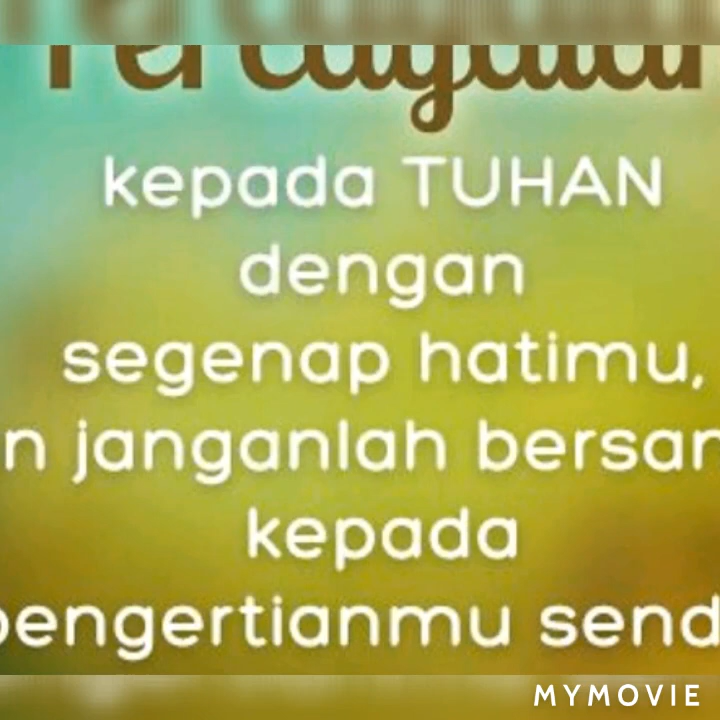 kepada TUHAN
dengan
segenap hatimu,
n janganlah bersan
kepada
pengertianmu send
MYMOVIE